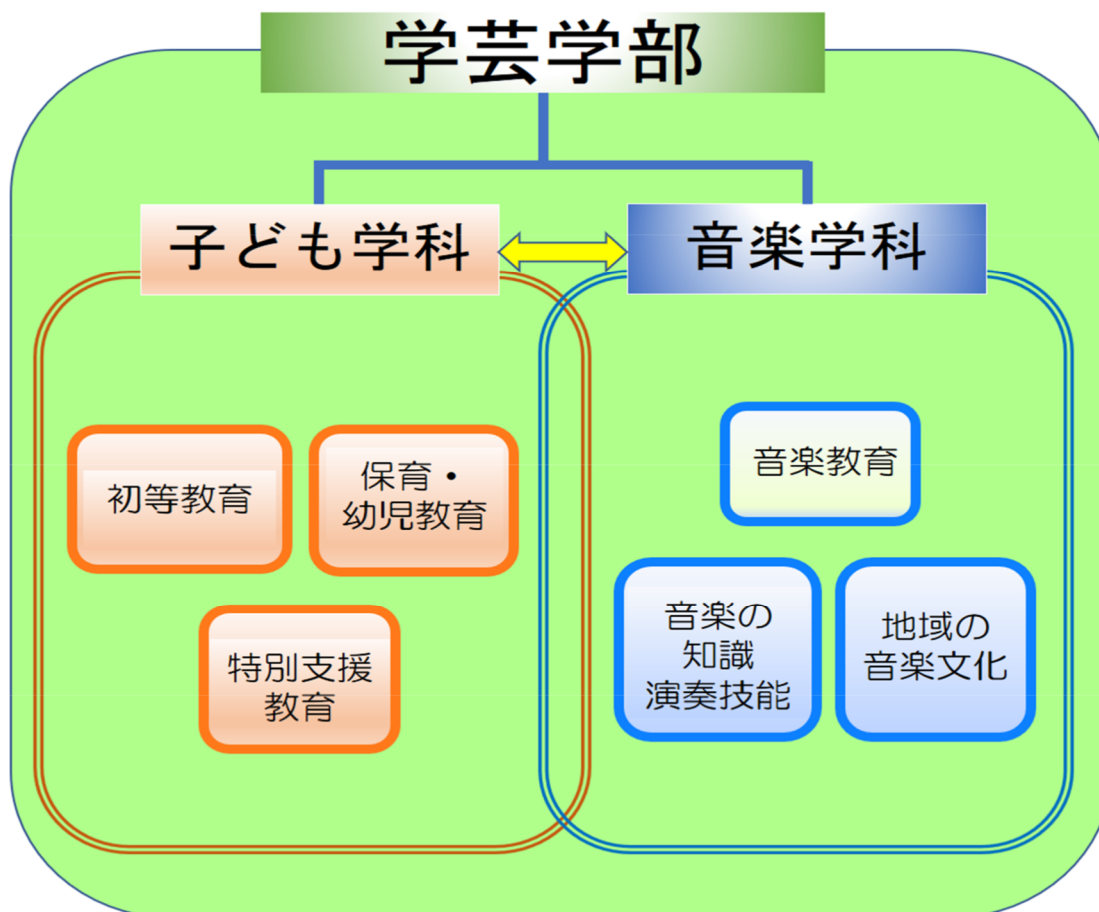 学芸学部
子ども学科
音楽学科
初等教育
保育・
幼児教育
特別支援
教育
音楽教育
音楽の
知識
演奏技能
地域の
音楽文化